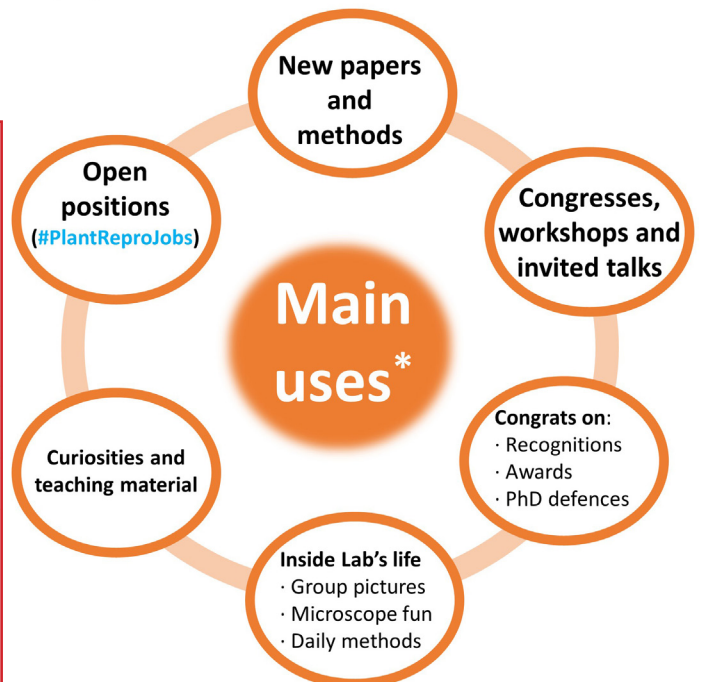 New papers
and
methods
Congresses,
workshops and
invited talks
Congrats on:
· Recognitions
· Awards
· PhD defences
Inside Lab’s life
· Group pictures
· Microscope fun
· Daily methods
Curiosities and
teaching material
Open
positions
(#PlantReproJobs)
Main
uses*